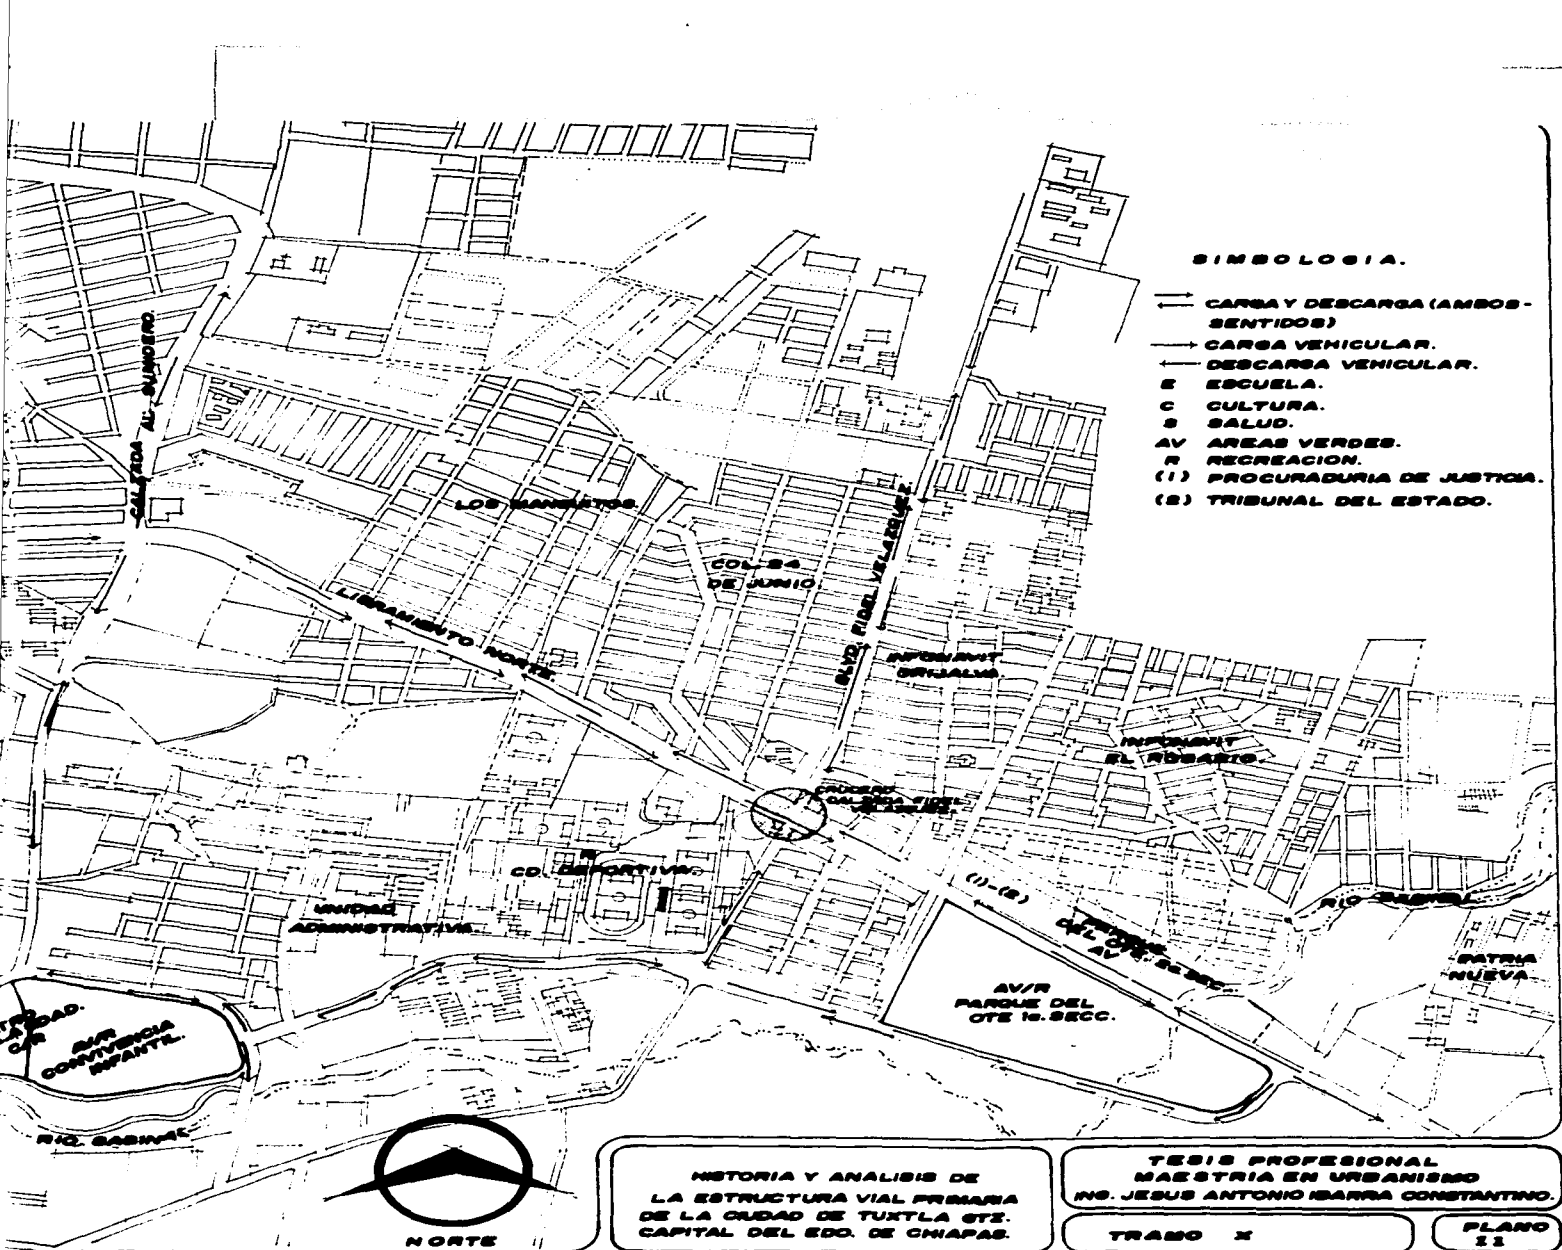 SIMBOLOGIA.
CARGA Y DESCARGA (AMBOS-
SENTIDOS)
CARGA VEHICULAR.
DESCARGA VEHICULAR.
E ESCUELA.
C CULTURA.
S SALUD.
AV AREAS VERDES.
R RECREACION.
(1) PROCURADURIA DE JUSTICIA.
(2) TRIBUNAL DEL ESTADO.
CALZADA AL SUMIDERO.
LOS MANGUITOS.
COL. 24
DE JUNIO.
BLVD. FIDEL VELAZQUEZ.
LIBRAMIENTO NORTE
INFONAVIT
GRIJALVA
INFONAVIT
EL ROSARIO.
CRUCERO
CALZADA FIDEL
VELAZQUEZ.
R
CD. DEPORTIVA.
UNIDAD
ADMINISTRATIVA.
(1)-(2)
PARQUE
DEL OTE. 2a. SEC.
AV
RIO SABINAL
PATRIA
NUEVA
AV/R
PARQUE DEL
OTE 1a. SECC.
A/R
CONVIVENCIA
INFANTIL.
RIO SABINAL
NORTE
HISTORIA Y ANALISIS DE
LA ESTRUCTURA VIAL PRIMARIA
DE LA CIUDAD DE TUXTLA GTZ.
CAPITAL DEL EDO. DE CHIAPAS.
TESIS PROFESIONAL
MAESTRIA EN URBANISMO
ING. JESUS ANTONIO IBARRA CONSTANTINO.
TRAMO X
PLANO
11